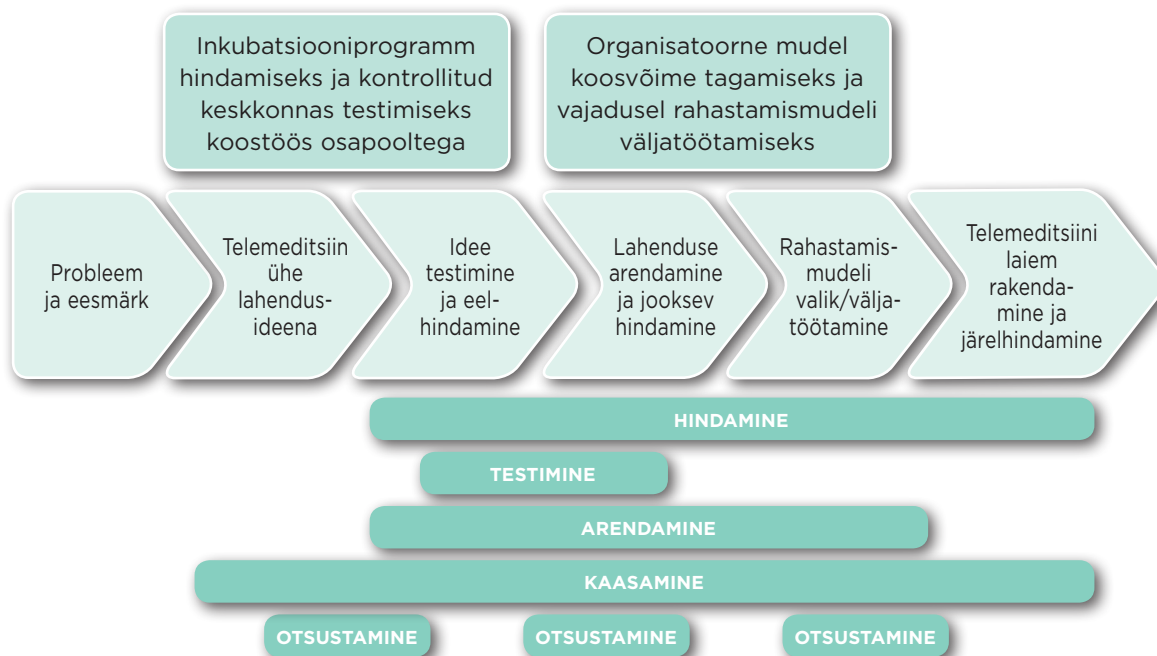 Inkubatsiooniprogramm
hindamiseks ja kontrollitud
keskkonnas testimiseks
koostöös osapooltega
Organisatoorne mudel
koosvõime tagamiseks ja
vajadusel rahastamismudeli
väljatöötamiseks
Probleem
ja eesmärk
Telemeditsiin
ühe
lahendus-
ideena
Idee
testimine
ja eel-
hindamine
Lahenduse
arendamine
ja jooksev
hindamine
Rahastamis-
mudeli
valik/välja-
töötamine
Telemeditsiini
laiem
rakenda-
mine ja
järelhindamine
HINDAMINE
TESTIMINE
ARENDAMINE
KAASAMINE
OTSUSTAMINE
OTSUSTAMINE
OTSUSTAMINE